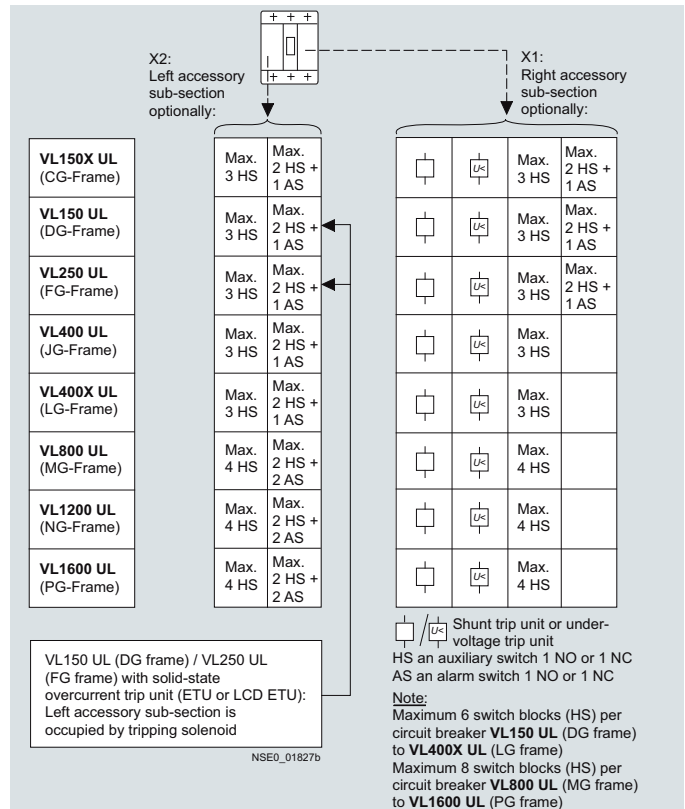 + + +
+ + +
X2:
Left accessory
sub-section
optionally:
X1:
Right accessory
sub-section
optionally:
VL150X UL
(CG-Frame)
Max.
3 HS
Max.
2 HS +
1 AS
U<
Max.
3 HS
Max.
2 HS +
1 AS
VL150 UL
(DG-Frame)
Max.
3 HS
Max.
2 HS +
1 AS
U<
Max.
3 HS
Max.
2 HS +
1 AS
VL250 UL
(FG-Frame)
Max.
3 HS
Max.
2 HS +
1 AS
U<
Max.
3 HS
Max.
2 HS +
1 AS
VL400 UL
(JG-Frame)
Max.
3 HS
Max.
2 HS +
1 AS
U<
Max.
3 HS
VL400X UL
(LG-Frame)
Max.
3 HS
Max.
2 HS +
1 AS
U<
Max.
3 HS
VL800 UL
(MG-Frame)
Max.
4 HS
Max.
2 HS +
2 AS
U<
Max.
4 HS
VL1200 UL
(NG-Frame)
Max.
4 HS
Max.
2 HS +
2 AS
U<
Max.
4 HS
VL1600 UL
(PG-Frame)
Max.
4 HS
Max.
2 HS +
2 AS
U<
Max.
4 HS
VL150 UL (DG frame) / VL250 UL
(FG frame) with solid-state
overcurrent trip unit (ETU or LCD ETU):
Left accessory sub-section is
occupied by tripping solenoid
NSE0_01827b
/ U< Shunt trip unit or under-
voltage trip unit
HS an auxiliary switch 1 NO or 1 NC
AS an alarm switch 1 NO or 1 NC
Note:
Maximum 6 switch blocks (HS) per
circuit breaker VL150 UL (DG frame)
to VL400X UL (LG frame)
Maximum 8 switch blocks (HS) per
circuit breaker VL800 UL (MG frame)
to VL1600 UL (PG frame)